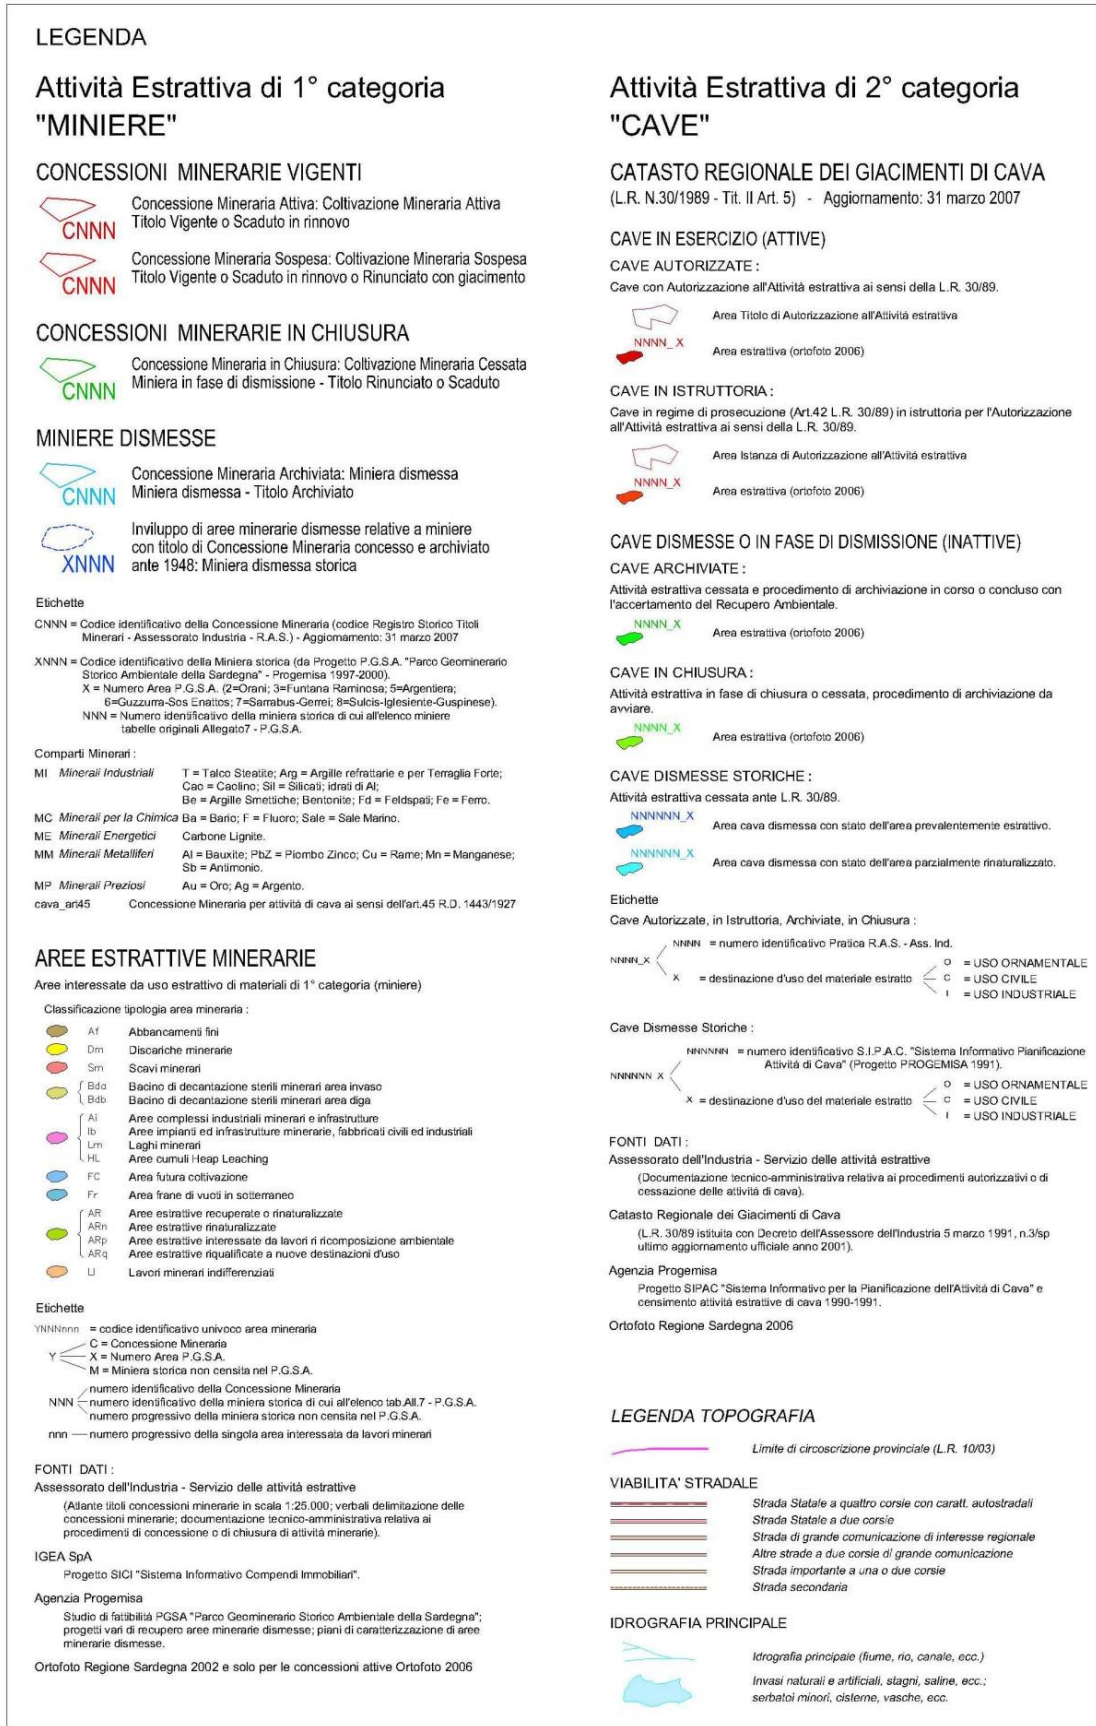 LEGENDA
Attività Estrattiva di 1° categoria
"MINIERE"
CONCESSIONI MINERARIE VIGENTI
CNNN
Concessione Mineraria Attiva: Coltivazione Mineraria Attiva
Titolo Vigente o Scaduto in rinnovo
CNNN
Concessione Mineraria Sospesa: Coltivazione Mineraria Sospesa
Titolo Vigente o Scaduto in rinnovo o Rinunciato con giacimento
CONCESSIONI MINERARIE IN CHIUSURA
CNNN
Concessione Mineraria in Chiusura: Coltivazione Mineraria Cessata
Miniera in fase di dismissione - Titolo Rinunciato o Scaduto
MINIERE DISMESSE
CNNN
Concessione Mineraria Archiviata: Miniera dismessa
Miniera dismessa - Titolo Archiviato
XNNN
Inviluppo di aree minerarie dismesse relative a miniere
con titolo di Concessione Mineraria concesso e archiviato
ante 1948: Miniera dismessa storica
Etichette
CNNN = Codice identificativo della Concessione Mineraria (codice Registro Storico Titoli
Minerari - Assessorato Industria - R.A.S.) - Aggiornamento: 31 marzo 2007
XNNN = Codice identificativo della Miniera storica (da Progetto P.G.S.A. "Parco Geominerario
Storico Ambientale della Sardegna" - Progemisa 1997-2000).
X = Numero Area P.G.S.A. (2=Orani; 3=Funtana Raminosa; 5=Argentiera;
6=Guzzurra-Sos Enattos; 7=Sarrabus-Gerrei; 8=Sulcis-Iglesiente-Guspinese).
NNN = Numero identificativo della miniera storica di cui all'elenco miniere
tabelle originali Allegato7 - P.G.S.A.
Comparti Minerari :
MI Minerali Industriali T = Talco Steatite; Arg = Argille refrattarie e per Terraglia Forte;
Cao = Caolino; Sil = Silicati; idrati di Al;
Be = Argille Smettiche; Bentonite; Fd = Feldspati; Fe = Ferro.
MC Minerali per la Chimica Ba = Bario; F = Fluoro; Sale = Sale Marino.
ME Minerali Energetici Carbone Lignite.
MM Minerali Metalliferi Al = Bauxite; PbZ = Piombo Zinco; Cu = Rame; Mn = Manganese;
Sb = Antimonio.
MP Minerali Preziosi Au = Oro; Ag = Argento.
cava_art45 Concessione Mineraria per attività di cava ai sensi dell'art.45 R.D. 1443/1927
AREE ESTRATTIVE MINERARIE
Aree interessate da uso estrattivo di materiali di 1° categoria (miniere)
Classificazione tipologia area mineraria :
Af Abbancamenti fini
Dm Discariche minerarie
Sm Scavi minerari
Bda Bacino di decantazione sterili minerari area invaso
Bdb Bacino di decantazione sterili minerari area diga
Ai Aree complessi industriali minerari e infrastrutture
Ib Aree impianti ed infrastrutture minerarie, fabbricati civili ed industriali
Lm Laghi minerari
HL Aree cumuli Heap Leaching
FC Area futura coltivazione
Fr Area frane di vuoti in sotterraneo
AR Aree estrattive recuperate o rinaturalizzate
ARn Aree estrattive rinaturalizzate
ARp Aree estrattive interessate da lavori ri ricomposizione ambientale
ARq Aree estrattive riqualificate a nuove destinazioni d'uso
LI Lavori minerari indifferenziati
Etichette
YNNNnnn = codice identificativo univoco area mineraria
C = Concessione Mineraria
Y X = Numero Area P.G.S.A.
M = Miniera storica non censita nel P.G.S.A.
numero identificativo della Concessione Mineraria
NNN numero identificativo della miniera storica di cui all'elenco tab.All.7 - P.G.S.A.
numero progressivo della miniera storica non censita nel P.G.S.A.
nnn numero progressivo della singola area interessata da lavori minerari
FONTI DATI :
Assessorato dell'Industria - Servizio delle attività estrattive
(Atlante titoli concessioni minerarie in scala 1:25.000; verbali delimitazione delle
concessioni minerarie; documentazione tecnico-amministrativa relativa ai
procedimenti di concessione o di chiusura di attività minerarie).
IGEA SpA
Progetto SICI "Sistema Informativo Compendi Immobiliari".
Agenzia Progemisa
Studio di fattibilità PGSA "Parco Geominerario Storico Ambientale della Sardegna";
progetti vari di recupero aree minerarie dismesse; piani di caratterizzazione di aree
minerarie dismesse.
Ortofoto Regione Sardegna 2002 e solo per le concessioni attive Ortofoto 2006
Attività Estrattiva di 2° categoria
"CAVE"
CATASTO REGIONALE DEI GIACIMENTI DI CAVA
(L.R. N.30/1989 - Tit. II Art. 5) - Aggiornamento: 31 marzo 2007
CAVE IN ESERCIZIO (ATTIVE)
CAVE AUTORIZZATE :
Cave con Autorizzazione all'Attività estrattiva ai sensi della L.R. 30/89.
Area Titolo di Autorizzazione all'Attività estrattiva
NNNN_X
Area estrattiva (ortofoto 2006)
CAVE IN ISTRUTTORIA :
Cave in regime di prosecuzione (Art.42 L.R. 30/89) in istruttoria per l'Autorizzazione
all'Attività estrattiva ai sensi della L.R. 30/89.
Area Istanza di Autorizzazione all'Attività estrattiva
NNNN_X
Area estrattiva (ortofoto 2006)
CAVE DISMESSE O IN FASE DI DISMISSIONE (INATTIVE)
CAVE ARCHIVIATE :
Attività estrattiva cessata e procedimento di archiviazione in corso o concluso con
l'accertamento del Recupero Ambientale.
NNNN_X
Area estrattiva (ortofoto 2006)
CAVE IN CHIUSURA :
Attività estrattiva in fase di chiusura o cessata, procedimento di archiviazione da
avviare.
NNNN_X
Area estrattiva (ortofoto 2006)
CAVE DISMESSE STORICHE :
Attività estrattiva cessata ante L.R. 30/89.
NNNNNN_X
Area cava dismessa con stato dell'area prevalentemente estrattivo.
NNNNNN_X
Area cava dismessa con stato dell'area parzialmente rinaturalizzato.
Etichette
Cave Autorizzate, in Istruttoria, Archiviate, in Chiusura :
NNNN = numero identificativo Pratica R.A.S. - Ass. Ind.
NNNN_X
X = destinazione d'uso del materiale estratto
O = USO ORNAMENTALE
C = USO CIVILE
I = USO INDUSTRIALE
Cave Dismesse Storiche :
NNNNNN = numero identificativo S.I.P.A.C. "Sistema Informativo Pianificazione
Attività di Cava" (Progetto PROGEMISA 1991).
NNNNNN X
X = destinazione d'uso del materiale estratto
O = USO ORNAMENTALE
C = USO CIVILE
I = USO INDUSTRIALE
FONTI DATI :
Assessorato dell'Industria - Servizio delle attività estrattive
(Documentazione tecnico-amministrativa relativa ai procedimenti autorizzativi o di
cessazione delle attività di cava).
Catasto Regionale dei Giacimenti di Cava
(L.R. 30/89 istituita con Decreto dell'Assessore dell'Industria 5 marzo 1991, n.3/sp
ultimo aggiornamento ufficiale anno 2001).
Agenzia Progemisa
Progetto SIPAC "Sistema Informativo per la Pianificazione dell'Attività di Cava" e
censimento attività estrattive di cava 1990-1991.
Ortofoto Regione Sardegna 2006
LEGENDA TOPOGRAFIA
Limite di circoscrizione provinciale (L.R. 10/03)
VIABILITA' STRADALE
Strada Statale a quattro corsie con caratt. autostradali
Strada Statale a due corsie
Strada di grande comunicazione di interesse regionale
Altre strade a due corsie di grande comunicazione
Strada importante a una o due corsie
Strada secondaria
IDROGRAFIA PRINCIPALE
Idrografia principale (fiume, rio, canale, ecc.)
Invasi naturali e artificiali, stagni, saline, ecc.;
serbatoi minori, cisterne, vasche, ecc.